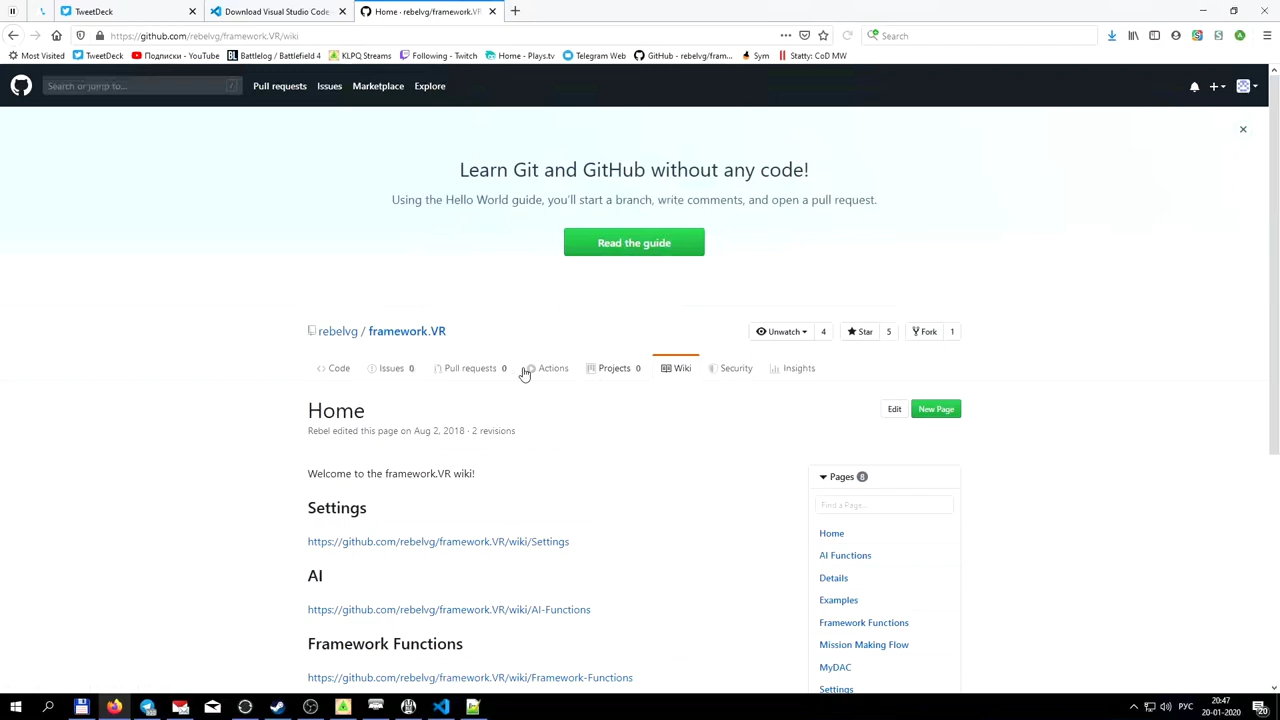 TweetDeck
Download Visual Studio Code
Home · rebelvg/framework.VR
https://github.com/rebelvg/framework.VR/wiki
Search
Most Visited
TweetDeck
Подписки - YouTube
Battlelog / Battlefield 4
KLPQ Streams
Following - Twitch
Home - Plays.tv
Telegram Web
GitHub - rebelvg/fram...
Sym
Statty: CoD MW
Search or jump to...
/
Pull requests
Issues
Marketplace
Explore
Learn Git and GitHub without any code!
Using the Hello World guide, you'll start a branch, write comments, and open a pull request.
Read the guide
rebelvg / framework.VR
Unwatch 4
Star 5
Fork 1
Code
Issues 0
Pull requests 0
Actions
Projects 0
Wiki
Security
Insights
Home
Edit
New Page
Rebel edited this page on Aug 2, 2018 · 2 revisions
Welcome to the framework.VR wiki!
Settings
https://github.com/rebelvg/framework.VR/wiki/Settings
AI
https://github.com/rebelvg/framework.VR/wiki/AI-Functions
Framework Functions
https://github.com/rebelvg/framework.VR/wiki/Framework-Functions
Pages 8
Find a Page...
Home
AI Functions
Details
Examples
Framework Functions
Mission Making Flow
MyDAC
Settings
РУС
20:47
20-01-2020
20